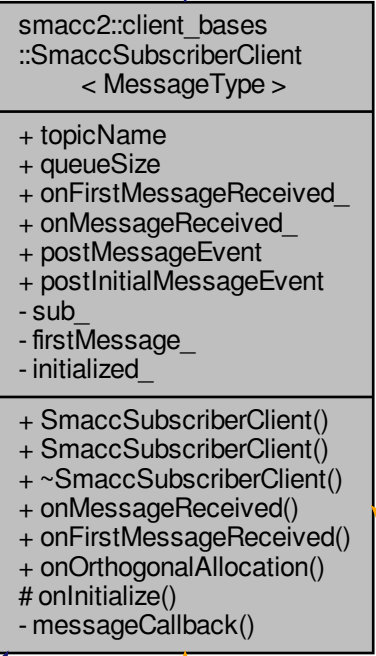 smacc2::client_bases
::SmaccSubscriberClient
< MessageType >
+ topicName
+ queueSize
+ onFirstMessageReceived_
+ onMessageReceived_
+ postMessageEvent
+ postInitialMessageEvent
- sub_
- firstMessage_
- initialized_
+ SmaccSubscriberClient()
+ SmaccSubscriberClient()
+ ~SmaccSubscriberClient()
+ onMessageReceived()
+ onFirstMessageReceived()
+ onOrthogonalAllocation()
# onInitialize()
- messageCallback()